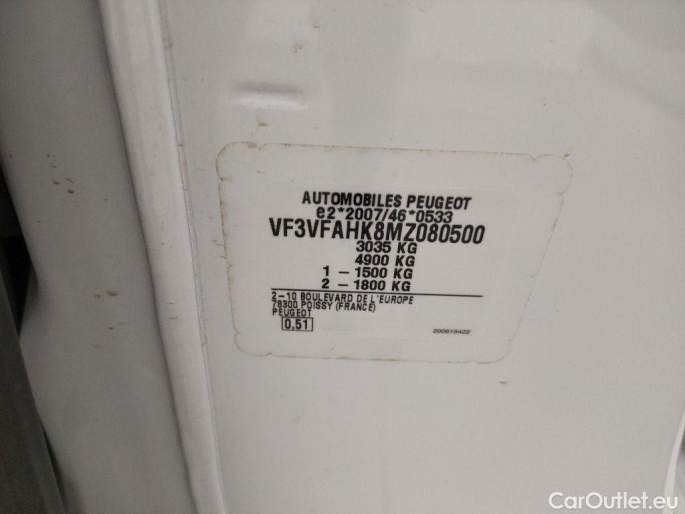 AUTOMOBILES PEUGEOT
e2*2007/46*0533
VF3VFAHK8MZ080500
3035 KG
4900 KG
1 - 1500 KG
2 - 1800 KG
2-10 BOULEVARD DE L'EUROPE
78300 POISSY (FRANCE)
PEUGEOT
0.51
CarOutlet.eu